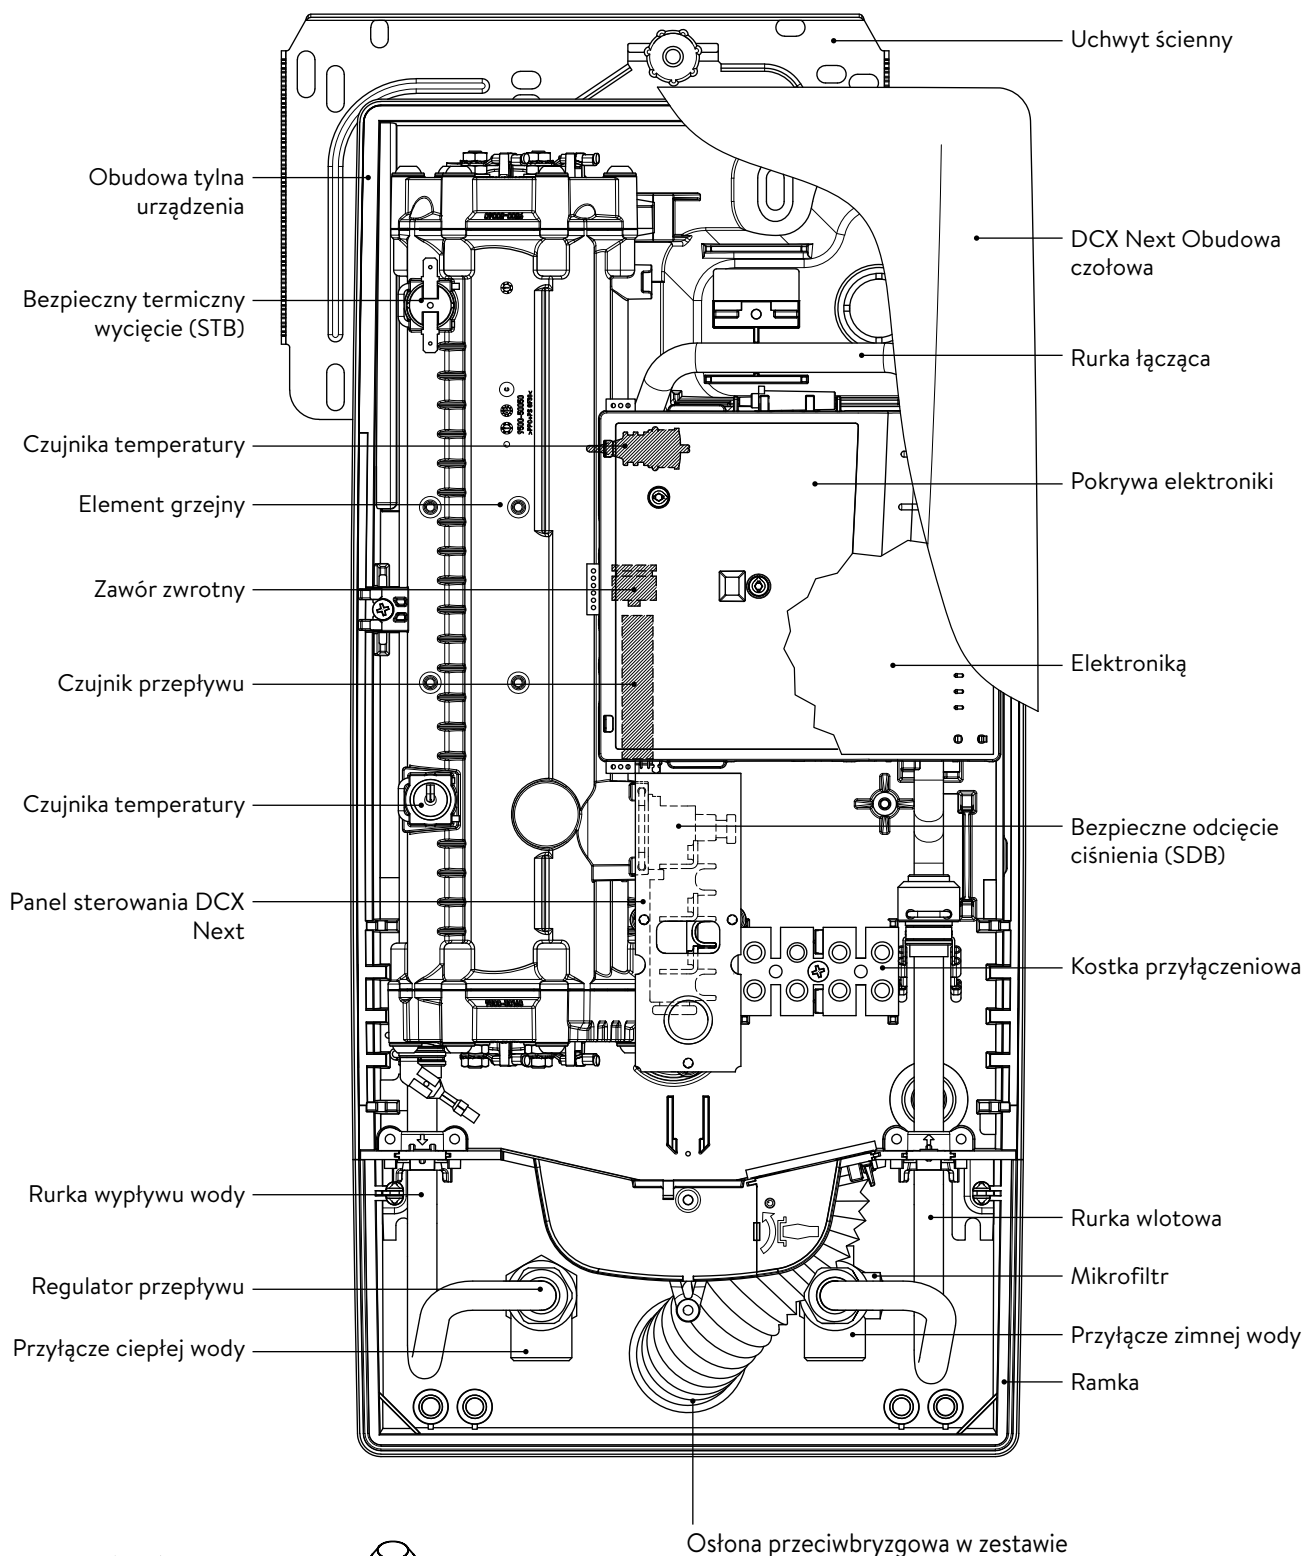 Uchwyt ścienny
Obudowa tylna
urządzenia
DCX Next Obudowa
czołowa
Bezpieczny termiczny
wycięcie (STB)
Rurka łącząca
Czujnika temperatury
Pokrywa elektroniki
Element grzejny
Zawór zwrotny
Elektroniką
Czujnik przepływu
Czujnika temperatury
Bezpieczne odcięcie
ciśnienia (SDB)
Panel sterowania DCX
Next
Kostka przyłączeniowa
Rurka wypływu wody
Rurka wlotowa
Regulator przepływu
Mikrofiltr
Przyłącze ciepłej wody
Przyłącze zimnej wody
Ramka
Osłona przeciwbryzgowa w zestawie